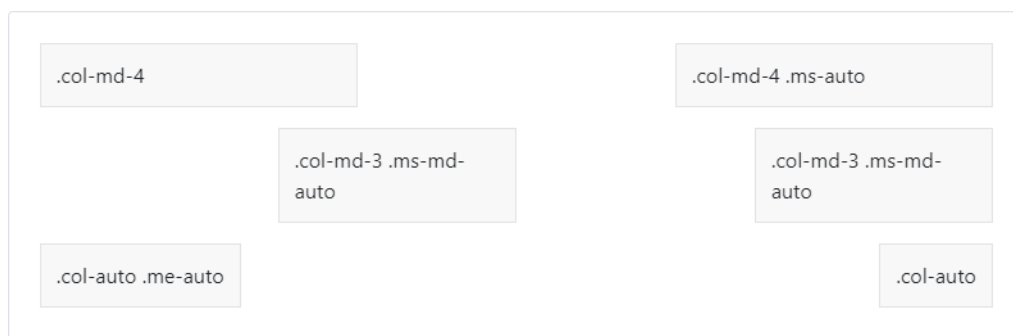 .col-md-4
.col-md-4 .ms-auto
.col-md-3 .ms-md-
auto
.col-md-3 .ms-md-
auto
.col-auto .me-auto
.col-auto